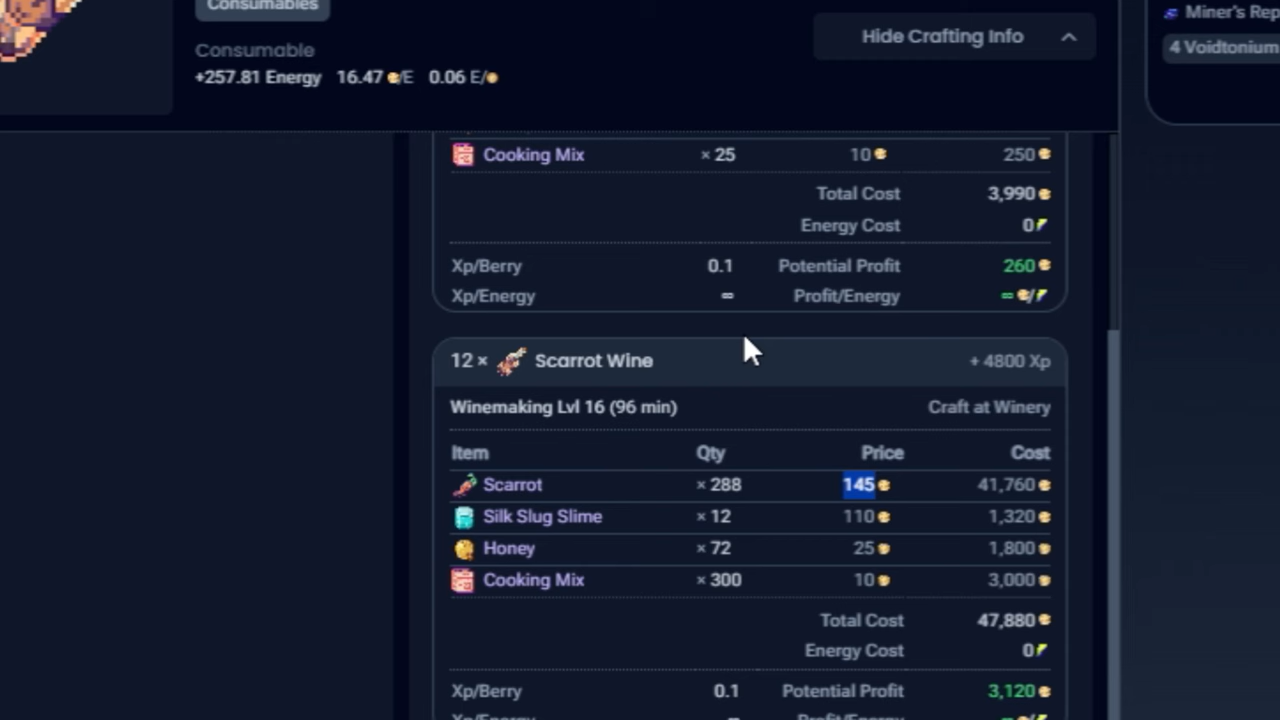 Consumables
Consumable
+257.81 Energy 16.47 /E 0.06 E/
Hide Crafting Info
Miner's Rep
4 Voidtonium
Cooking Mix × 25 10 250
Total Cost 3,990
Energy Cost 0
Xp/Berry 0.1 Potential Profit 260
Xp/Energy ∞ Profit/Energy ∞ /
12 × Scarrot Wine + 4800 Xp
Winemaking Lvl 16 (96 min) Craft at Winery
Item Qty Price Cost
Scarrot × 288 145 41,760
Silk Slug Slime × 12 110 1,320
Honey × 72 25 1,800
Cooking Mix × 300 10 3,000
Total Cost 47,880
Energy Cost 0
Xp/Berry 0.1 Potential Profit 3,120
Xp/Energy Profit/Energy